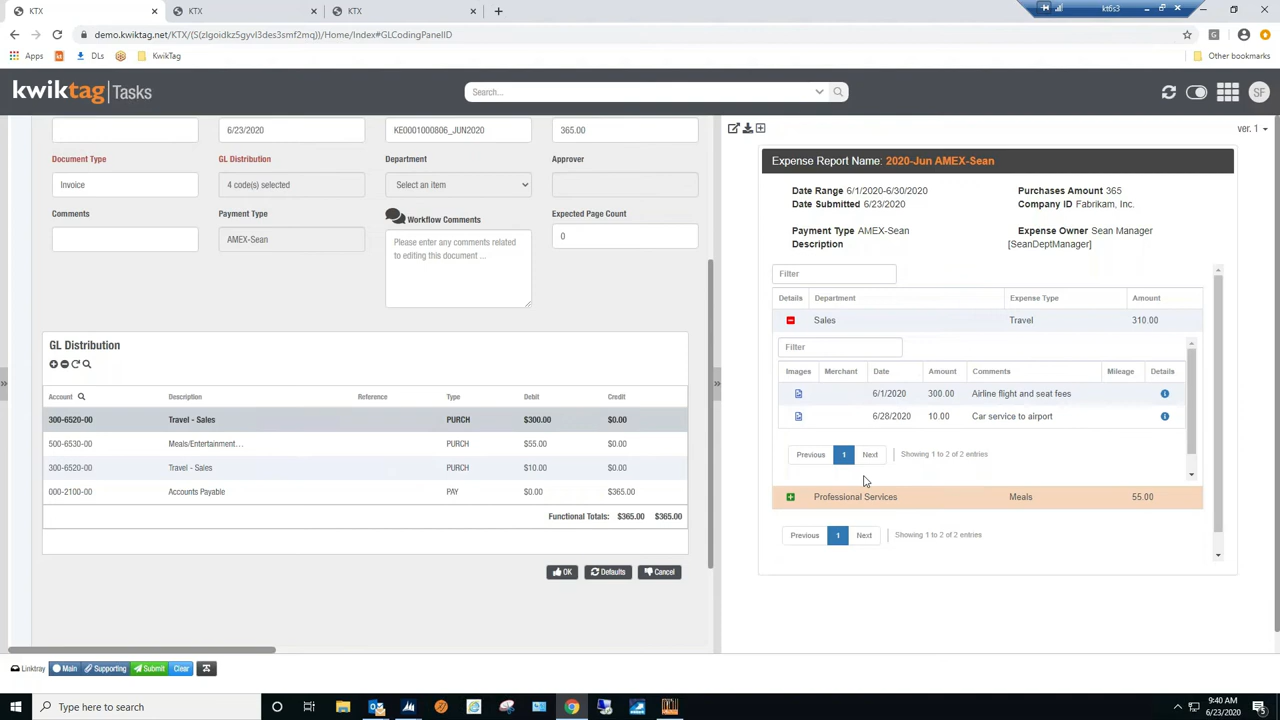 KTX
KTX
KTX
kt6s3
demo.kwiktag.net/KTX/(S(zlgoidkz5gyvl3des3smf2mq))/Home/Index#GLCodingPanelID
Apps
DLs
KwikTag
Other bookmarks
kwiktag | Tasks
Search...
SF
6/23/2020
KE0001000806_JUN2020
365.00
Document Type
GL Distribution
Department
Approver
Invoice
4 code(s) selected
Select an item
Comments
Payment Type
Workflow Comments
Expected Page Count
AMEX-Sean
Please enter any comments related to editing this document ...
0
GL Distribution
Account
Description
Reference
Type
Debit
Credit
300-6520-00 Travel - Sales PURCH $300.00 $0.00
500-6530-00 Meals/Entertainment... PURCH $55.00 $0.00
300-6520-00 Travel - Sales PURCH $10.00 $0.00
000-2100-00 Accounts Payable PAY $0.00 $365.00
Functional Totals: $365.00 $365.00
OK
Defaults
Cancel
ver. 1
Expense Report Name: 2020-Jun AMEX-Sean
Date Range 6/1/2020-6/30/2020
Purchases Amount 365
Date Submitted 6/23/2020
Company ID Fabrikam, Inc.
Payment Type AMEX-Sean
Expense Owner Sean Manager
Description
[SeanDeptManager]
Filter
Details Department Expense Type Amount
Sales Travel 310.00
Filter
Images Merchant Date Amount Comments Mileage Details
6/1/2020 300.00 Airline flight and seat fees
6/28/2020 10.00 Car service to airport
Previous 1 Next Showing 1 to 2 of 2 entries
Professional Services Meals 55.00
Previous 1 Next Showing 1 to 2 of 2 entries
Linktray
Main
Supporting
Submit
Clear
Type here to search
9:40 AM
6/23/2020
5